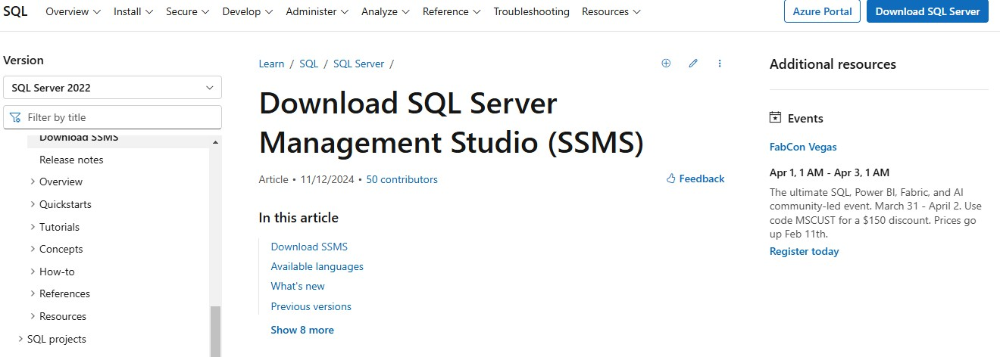 SQL Overview Install Secure Develop Administer Analyze Reference Troubleshooting Resources Azure Portal Download SQL Server
Version
SQL Server 2022
Filter by title
Download SSMS
Release notes
Overview
Quickstarts
Tutorials
Concepts
How-to
References
Resources
SQL projects
Learn / SQL / SQL Server /
Download SQL Server
Management Studio (SSMS)
Article • 11/12/2024 • 50 contributors
Feedback
In this article
Download SSMS
Available languages
What's new
Previous versions
Show 8 more
Additional resources
Events
FabCon Vegas
Apr 1, 1 AM - Apr 3, 1 AM
The ultimate SQL, Power BI, Fabric, and AI
community-led event. March 31 - April 2. Use
code MSCUST for a $150 discount. Prices go
up Feb 11th.
Register today